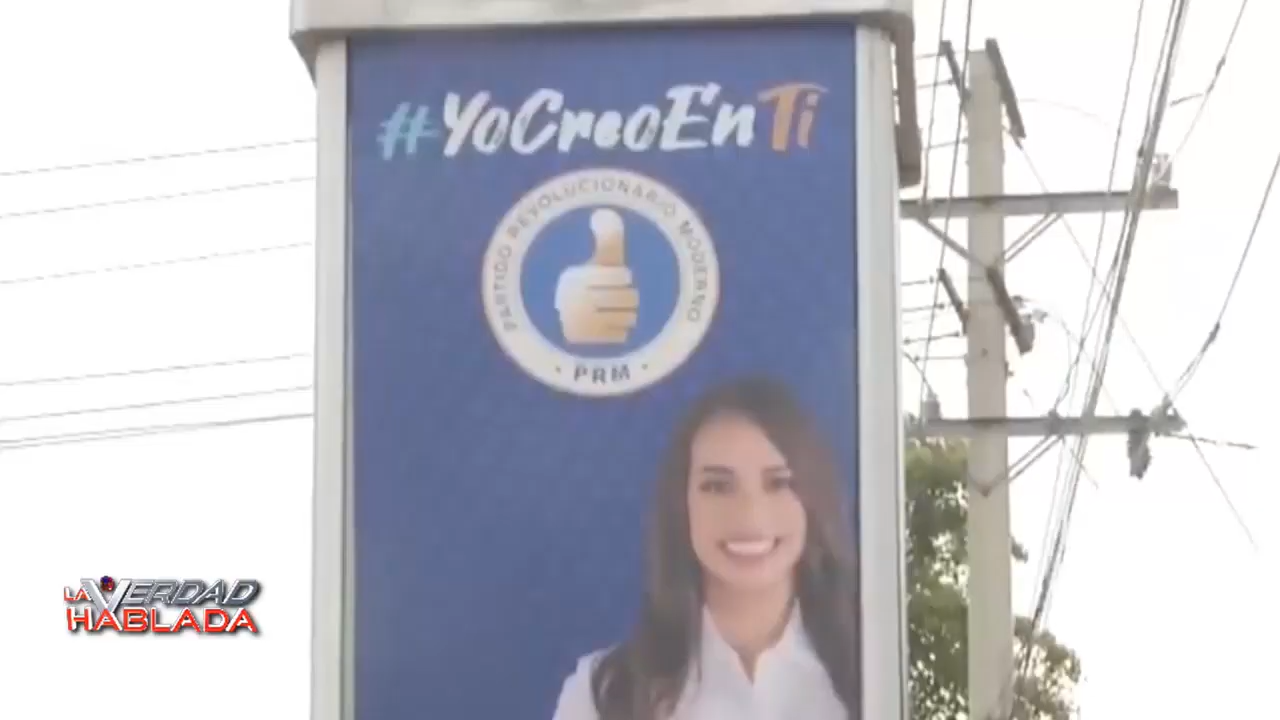 #YoCreoEnTi
PARTIDO REVOLUCIONARIO MODERNO
· PRM ·
LA VERDAD
HABLADA